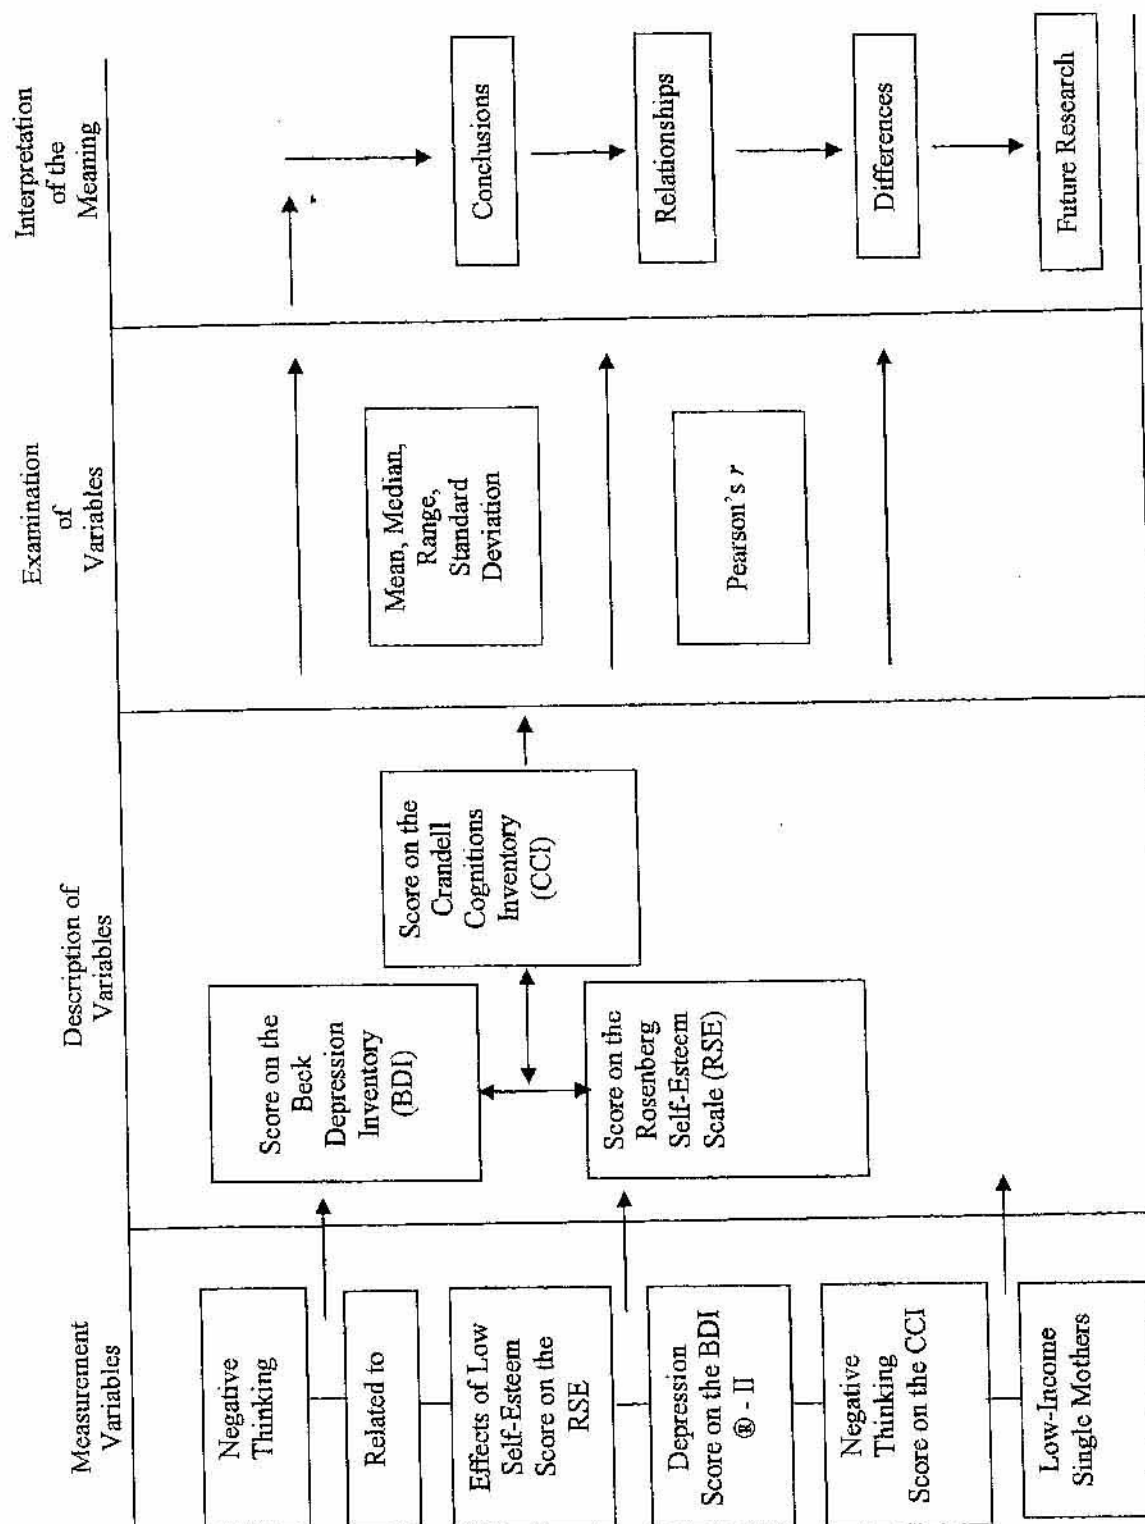 Measurement
Variables
Negative
Thinking
Related to
Effects of Low
Self-Esteem
Score on the
RSE
Depression
Score on the BDI
® - II
Negative
Thinking
Score on the CCI
Low-Income
Single Mothers
Description of
Variables
Score on the
Beck
Depression
Inventory
(BDI)
Score on the
Rosenberg
Self-Esteem
Scale (RSE)
Score on the
Crandell
Cognitions
Inventory
(CCI)
Examination
of
Variables
Mean, Median,
Range,
Standard
Deviation
Pearson's r
Interpretation
of the
Meaning
Conclusions
Relationships
Differences
Future Research